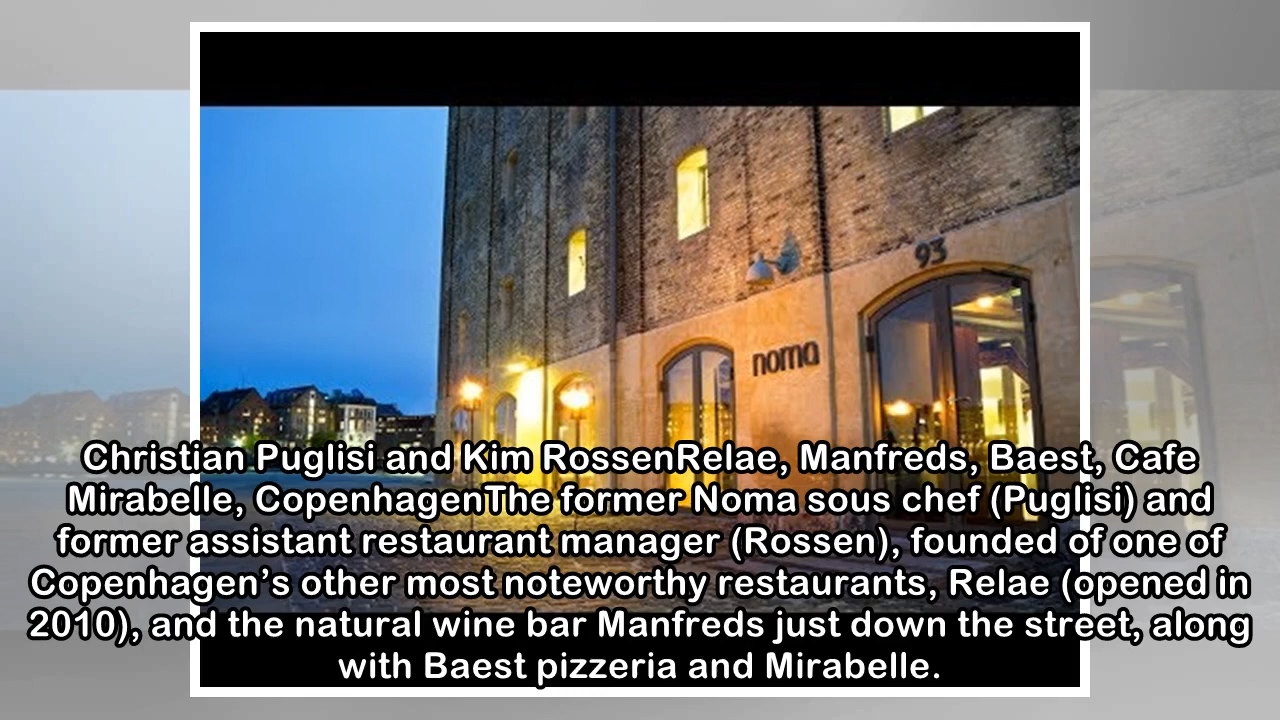 93
noma
Christian Puglisi and Kim RossenRelae, Manfreds, Baest, Cafe
Mirabelle, CopenhagenThe former Noma sous chef (Puglisi) and
former assistant restaurant manager (Rossen), founded of one of
Copenhagen’s other most noteworthy restaurants, Relae (opened in
2010), and the natural wine bar Manfreds just down the street, along
with Baest pizzeria and Mirabelle.